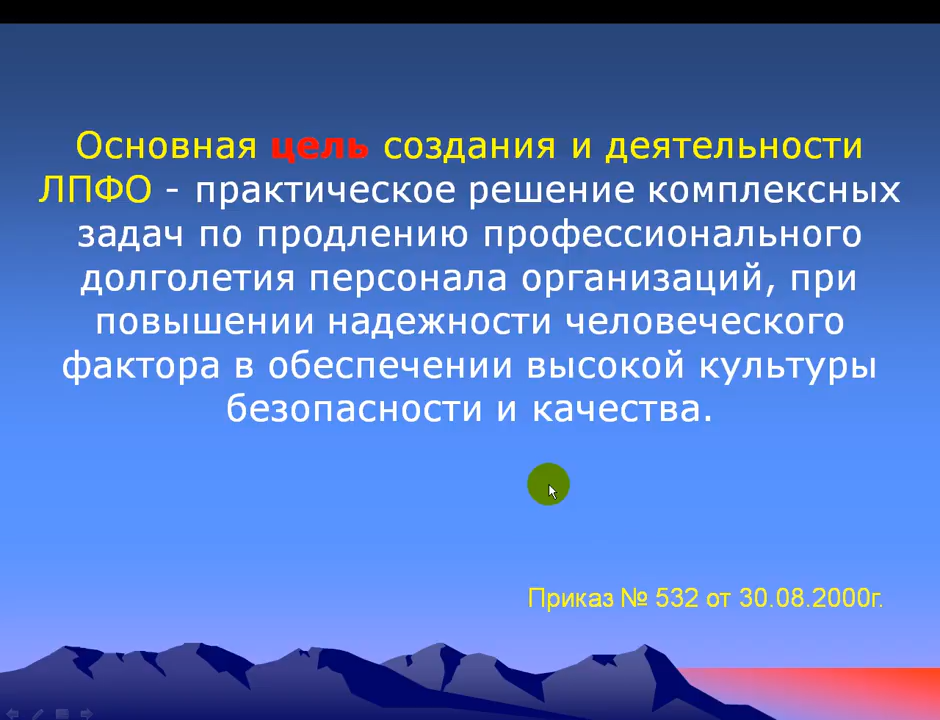 Основная цель создания и деятельности
ЛПФО - практическое решение комплексных
задач по продлению профессионального
долголетия персонала организаций, при
повышении надежности человеческого
фактора в обеспечении высокой культуры
безопасности и качества.
Приказ № 532 от 30.08.2000г.